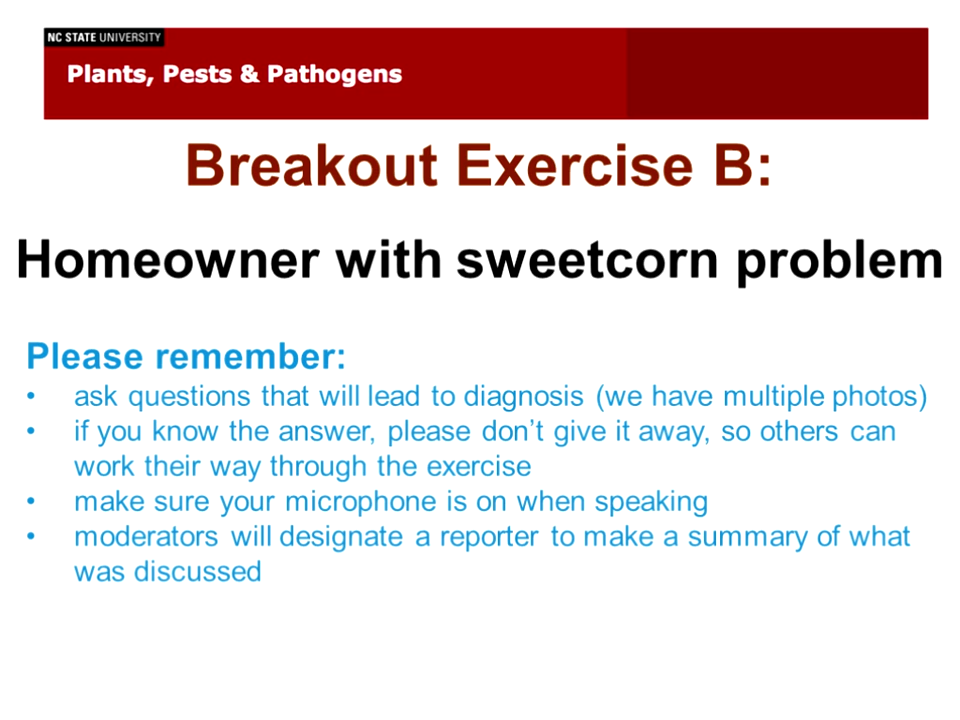 NC STATE UNIVERSITY
Plants, Pests & Pathogens
Breakout Exercise B:
Homeowner with sweetcorn problem
Please remember:
• ask questions that will lead to diagnosis (we have multiple photos)
• if you know the answer, please don’t give it away, so others can
work their way through the exercise
• make sure your microphone is on when speaking
• moderators will designate a reporter to make a summary of what
was discussed